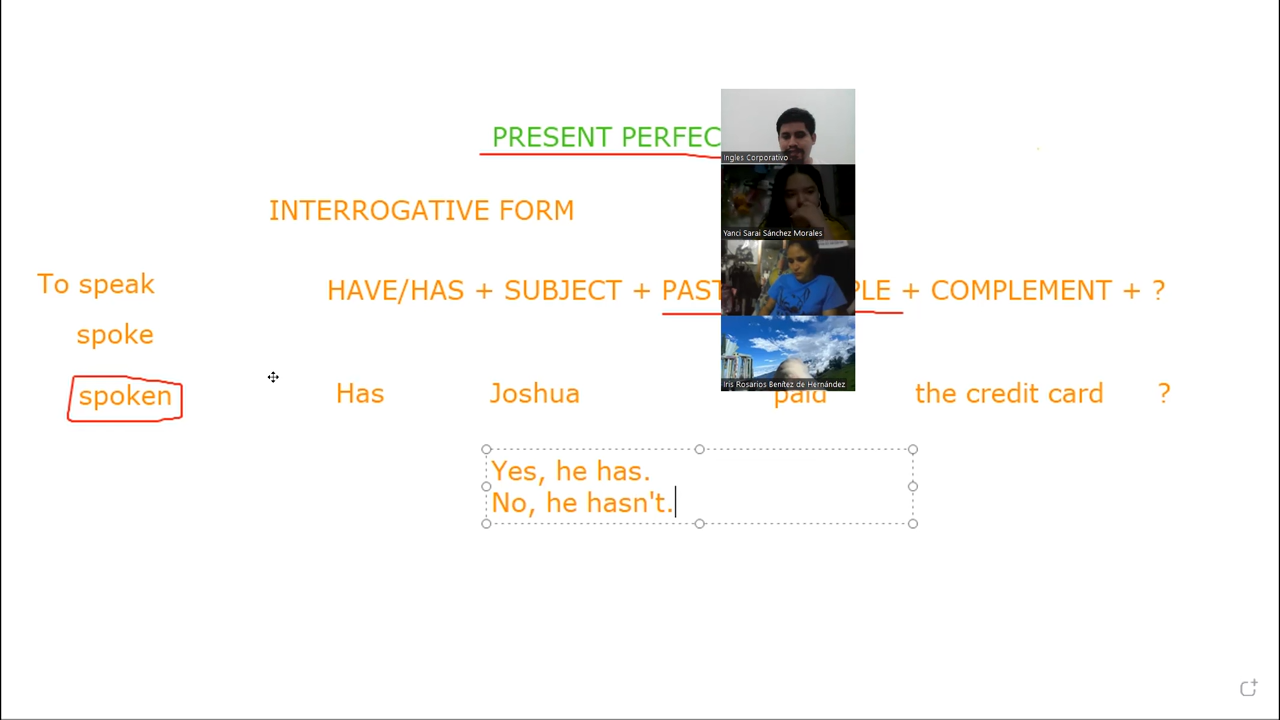 PRESENT PERFEC
Ingles Corporativo
INTERROGATIVE FORM
Yanci Sarai Sánchez Morales
To speak
HAVE/HAS + SUBJECT + PAST PLE + COMPLEMENT + ?
spoke
Iris Rosarios Benítez de Hernández
spoken
Has Joshua paid the credit card ?
Yes, he has.
No, he hasn't.